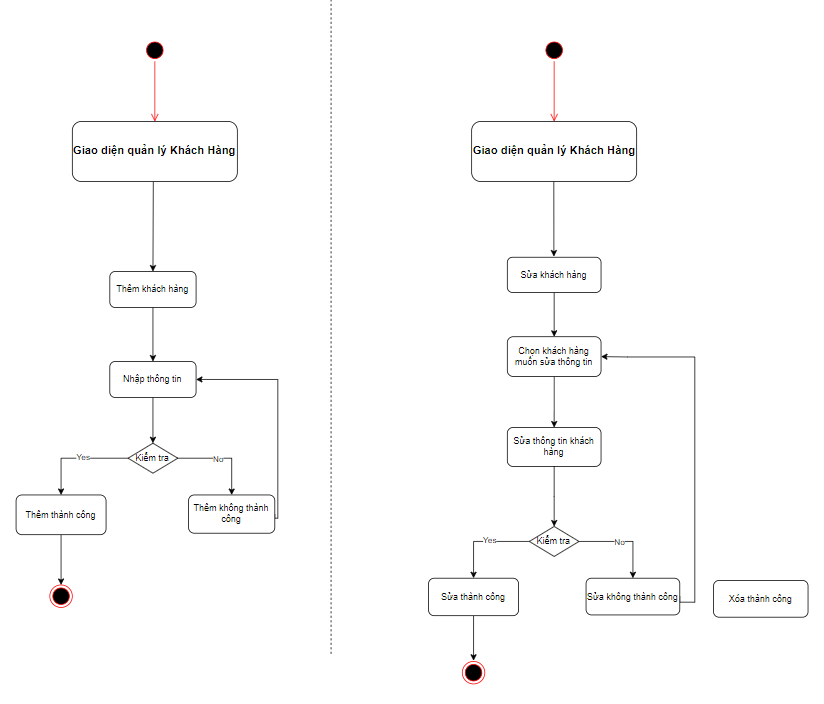 Giao diện quản lý Khách Hàng
Thêm khách hàng
Nhập thông tin
Kiểm tra
Yes
No
Thêm thành công
Thêm không thành
công
Giao diện quản lý Khách Hàng
Sửa khách hàng
Chọn khách hàng
muốn sửa thông tin
Sửa thông tin khách
hàng
Kiểm tra
Yes
No
Sửa thành công
Sửa không thành công
Xóa thành công